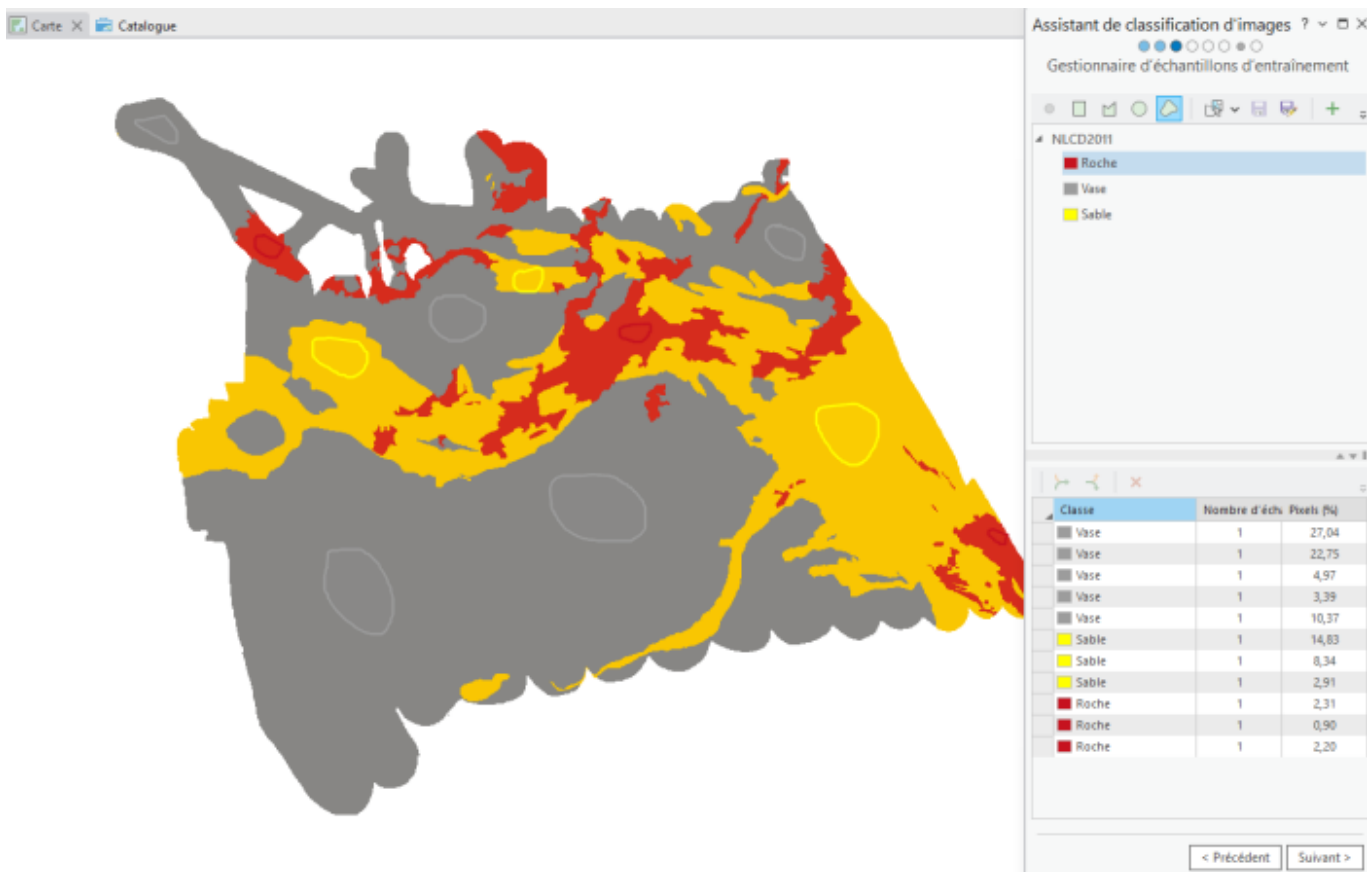 Carte Catalogue
Assistant de classification d'images
Gestionnaire d'échantillons d'entraînement
NLCD2011
Roche
Vase
Sable
Classe Nombre d'éch Pixels (%)
Vase 1 27,04
Vase 1 22,75
Vase 1 4,97
Vase 1 3,39
Vase 1 10,37
Sable 1 14,83
Sable 1 8,34
Sable 1 2,91
Roche 1 2,31
Roche 1 0,90
Roche 1 2,20
< Précédent Suivant >